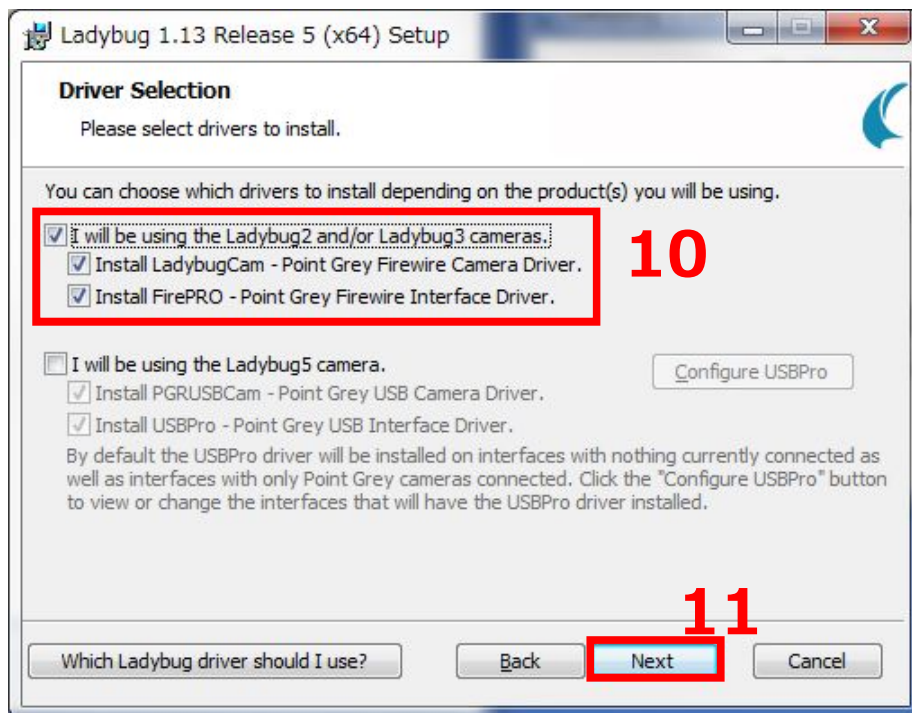 Ladybug 1.13 Release 5 (x64) Setup
Driver Selection
Please select drivers to install.
You can choose which drivers to install depending on the product(s) you will be using.
I will be using the Ladybug2 and/or Ladybug3 cameras.
Install LadybugCam - Point Grey Firewire Camera Driver.
Install FirePRO - Point Grey Firewire Interface Driver.
10
I will be using the Ladybug5 camera.
Configure USBPro
Install PGRUSBCam - Point Grey USB Camera Driver.
Install USBPro - Point Grey USB Interface Driver.
By default the USBPro driver will be installed on interfaces with nothing currently connected as
well as interfaces with only Point Grey cameras connected. Click the "Configure USBPro" button
to view or change the interfaces that will have the USBPro driver installed.
11
Which Ladybug driver should I use?
Back
Next
Cancel